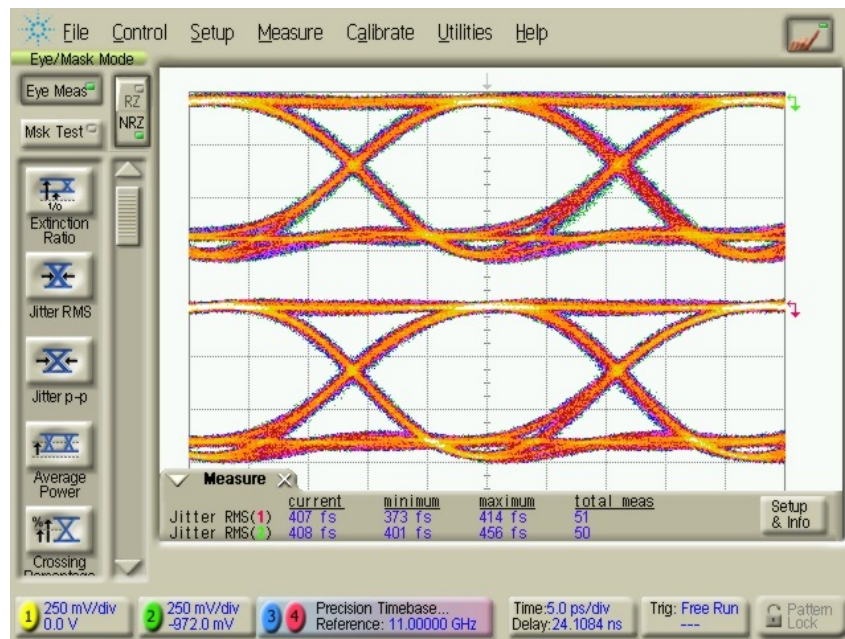 File Control Setup Measure Calibrate Utilities Help
Eye/Mask Mode
Eye Meas
RZ
NRZ
Msk Test
1/0
Extinction
Ratio
Jitter RMS
Jitter p-p
Average
Power
%
Crossing
Percentage
Measure
current minimum maximum total meas
Jitter RMS(1) 407 fs 373 fs 414 fs 51
Jitter RMS(2) 408 fs 401 fs 456 fs 50
Setup
& Info
1 250 mV/div
0.0 V
2 250 mV/div
-972.0 mV
3 4 Precision Timebase...
Reference: 11.00000 GHz
Time:5.0 ps/div
Delay:24.1084 ns
Trig: Free Run
---
Pattern
Lock